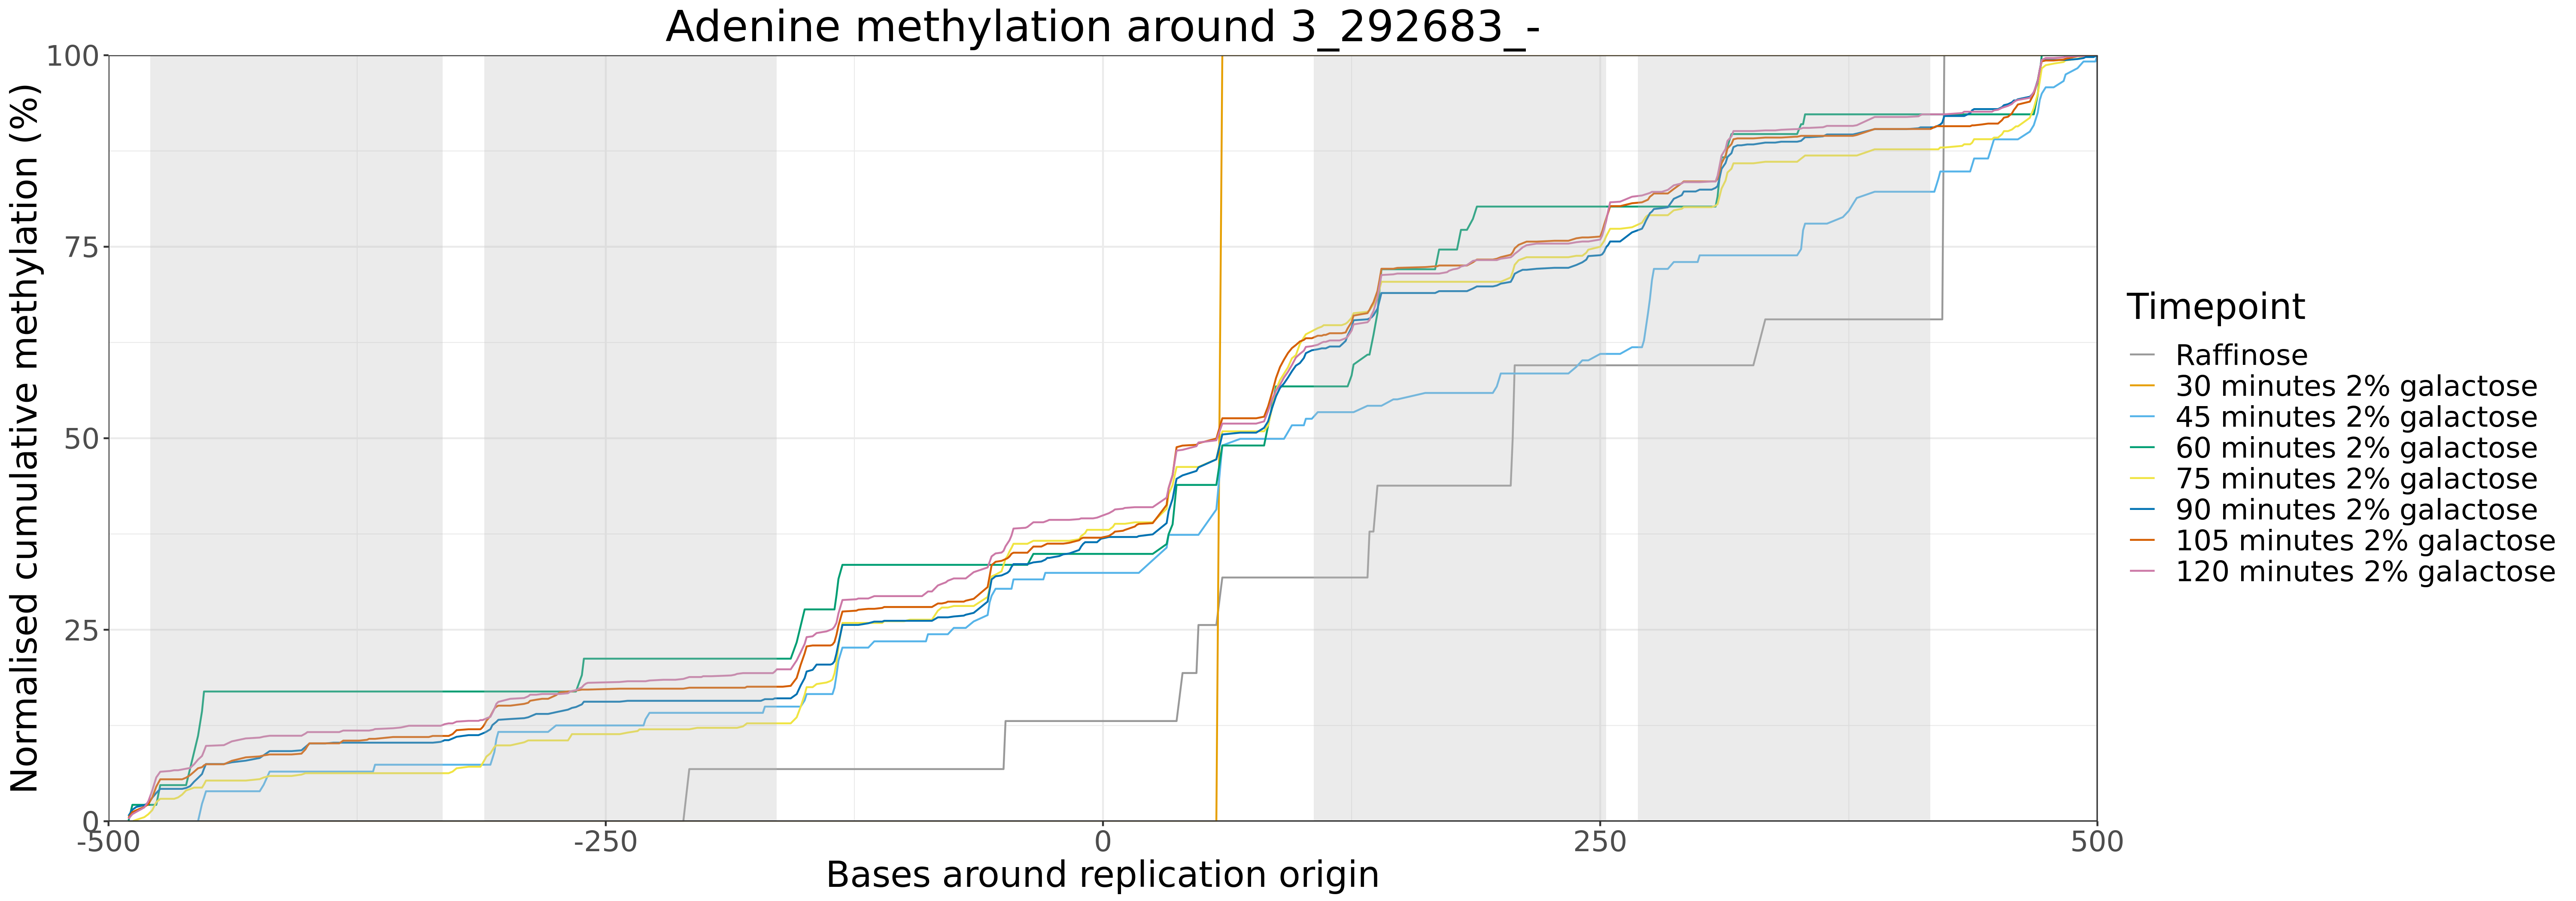 Adenine methylation around 3_292683_-
Normalised cumulative methylation (%)
100
75
50
25
0
-500
-250
0
250
500
Bases around replication origin
Timepoint
Raffinose
30 minutes 2% galactose
45 minutes 2% galactose
60 minutes 2% galactose
75 minutes 2% galactose
90 minutes 2% galactose
105 minutes 2% galactose
120 minutes 2% galactose